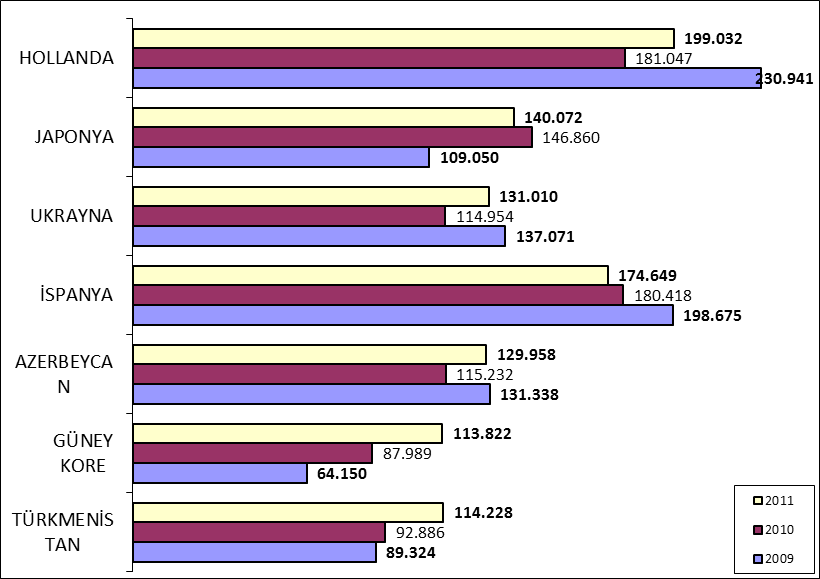 HOLLANDA
199.032
181.047
230.941
JAPONYA
140.072
146.860
109.050
UKRAYNA
131.010
114.954
137.071
İSPANYA
174.649
180.418
198.675
AZERBEYCA
N
129.958
115.232
131.338
GÜNEY
KORE
113.822
87.989
64.150
TÜRKMENİS
TAN
114.228
92.886
89.324
2011
2010
2009